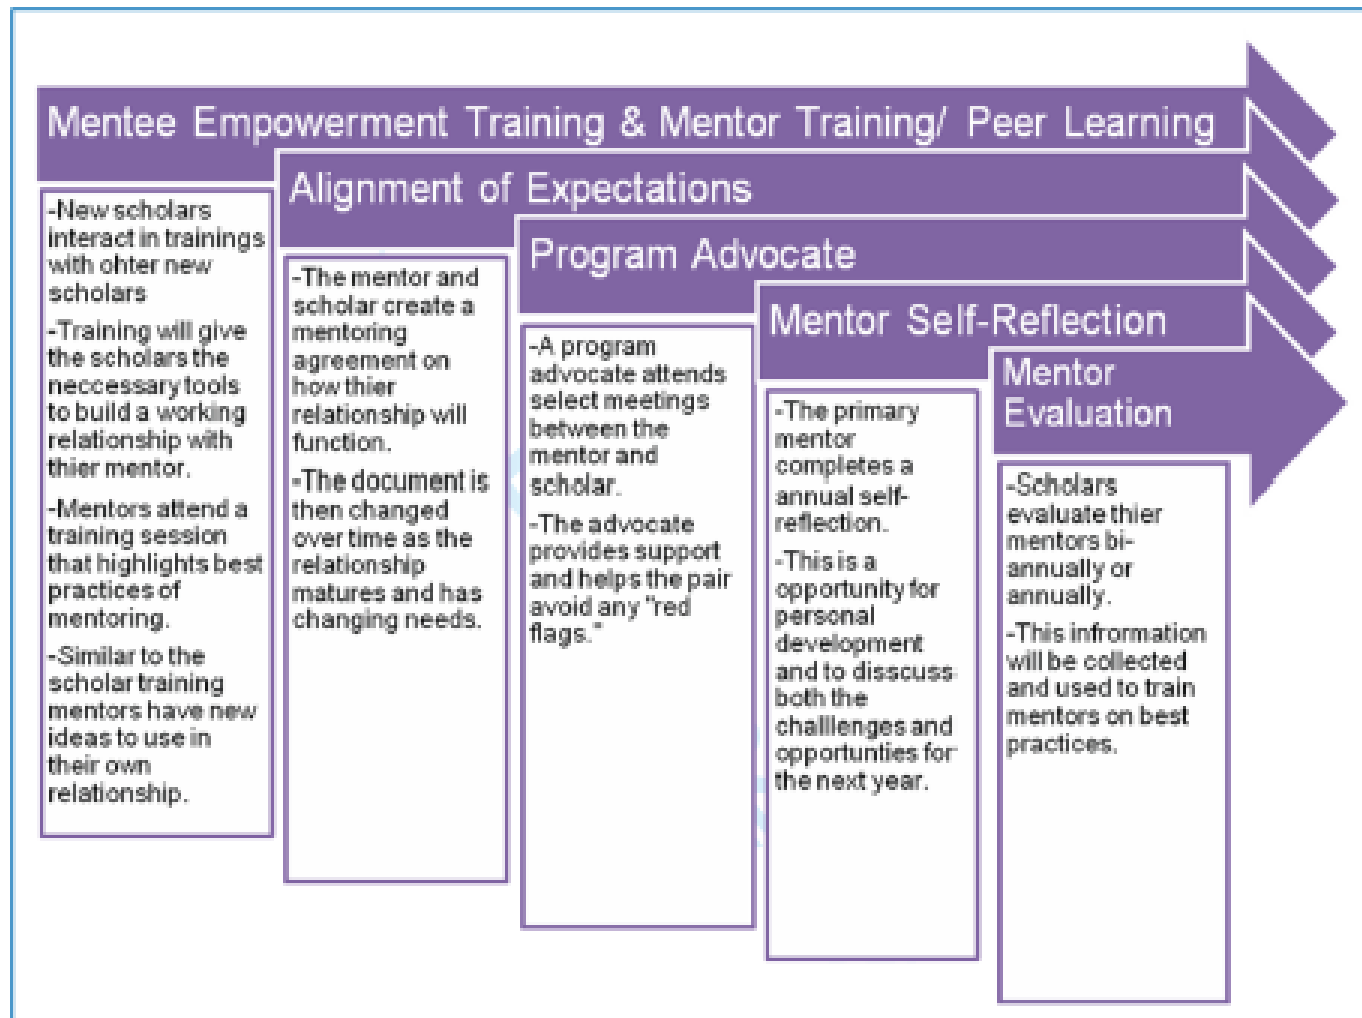 Mentee Empowerment Training & Mentor Training/ Peer Learning
-New scholars
interact in trainings
with ohter new
scholars
-Training will give
the scholars the
neccessary tools
to build a working
relationship with
thier mentor.
-Mentors attend a
training session
that highlights best
practices of
mentoring.
-Similar to the
scholar training
mentors have new
ideas to use in
their own
relationship.
Alignment of Expectations
-The mentor and
scholar create a
mentoring
agreement on
how thier
relationship will
function.
-The document is
then changed
over time as the
relationship
matures and has
changing needs.
Program Advocate
-A program
advocate attends
select meetings
between the
mentor and
scholar.
-The advocate
provides support
and helps the pair
avoid any "red
flags."
Mentor Self-Reflection
-The primary
mentor
completes a
annual self-
reflection.
-This is a
opportunity for
personal
development
and to disscuss
both the
challlenges and
opportunties for
the next year.
Mentor
Evaluation
-Scholars
evaluate thier
mentors bi-
annually or
annually.
-This infrormation
will be collected
and used to train
mentors on best
practices.